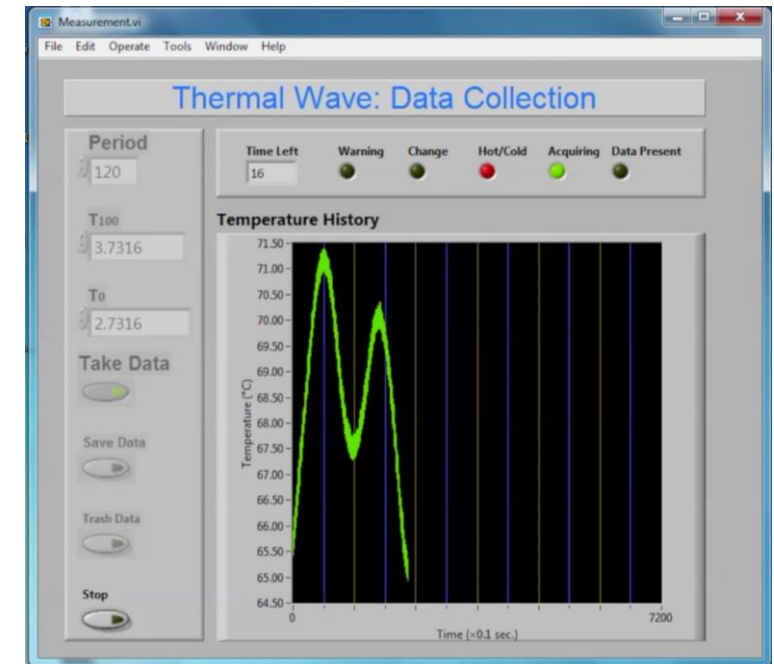 Measurement.vi
File Edit Operate Tools Window Help
Thermal Wave: Data Collection
Period
120
T100
3.7316
T0
2.7316
Take Data
Save Data
Trash Data
Stop
Time Left Warning Change Hot/Cold Acquiring Data Present
16
Temperature History
Temperature (°C)
71.50
71.00
70.50
70.00
69.50
69.00
68.50
68.00
67.50
67.00
66.50
66.00
65.50
65.00
64.50
0 7200
Time (×0.1 sec.)